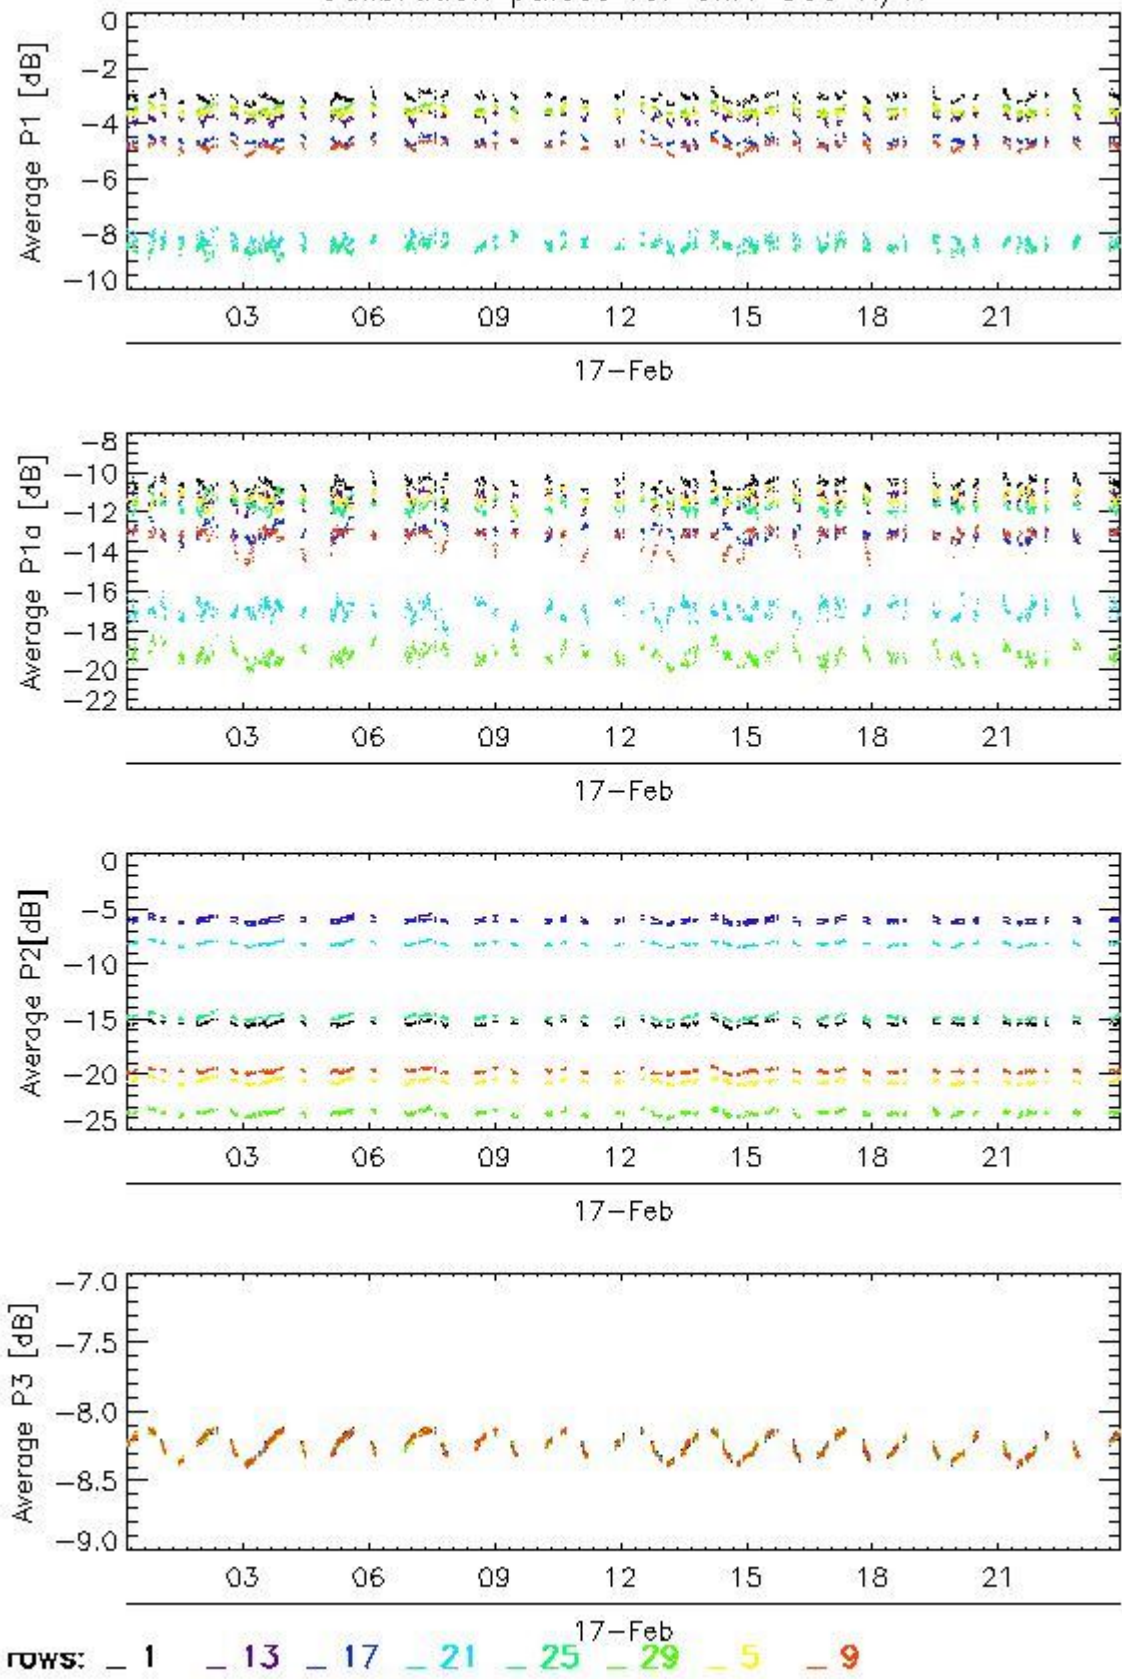 0
-2
-4
-6
-8
-10
Average P1 [dB]
03 06 09 12 15 18 21
17-Feb
-8
-10
-12
-14
-16
-18
-20
-22
Average P1a [dB]
03 06 09 12 15 18 21
17-Feb
0
-5
-10
-15
-20
-25
Average P2[dB]
03 06 09 12 15 18 21
17-Feb
-7.0
-7.5
-8.0
-8.5
-9.0
Average P3 [dB]
03 06 09 12 15 18 21
17-Feb
rows: _ 1 _ 13 _ 17 _ 21 _ 25 _ 29 _ 5 _ 9